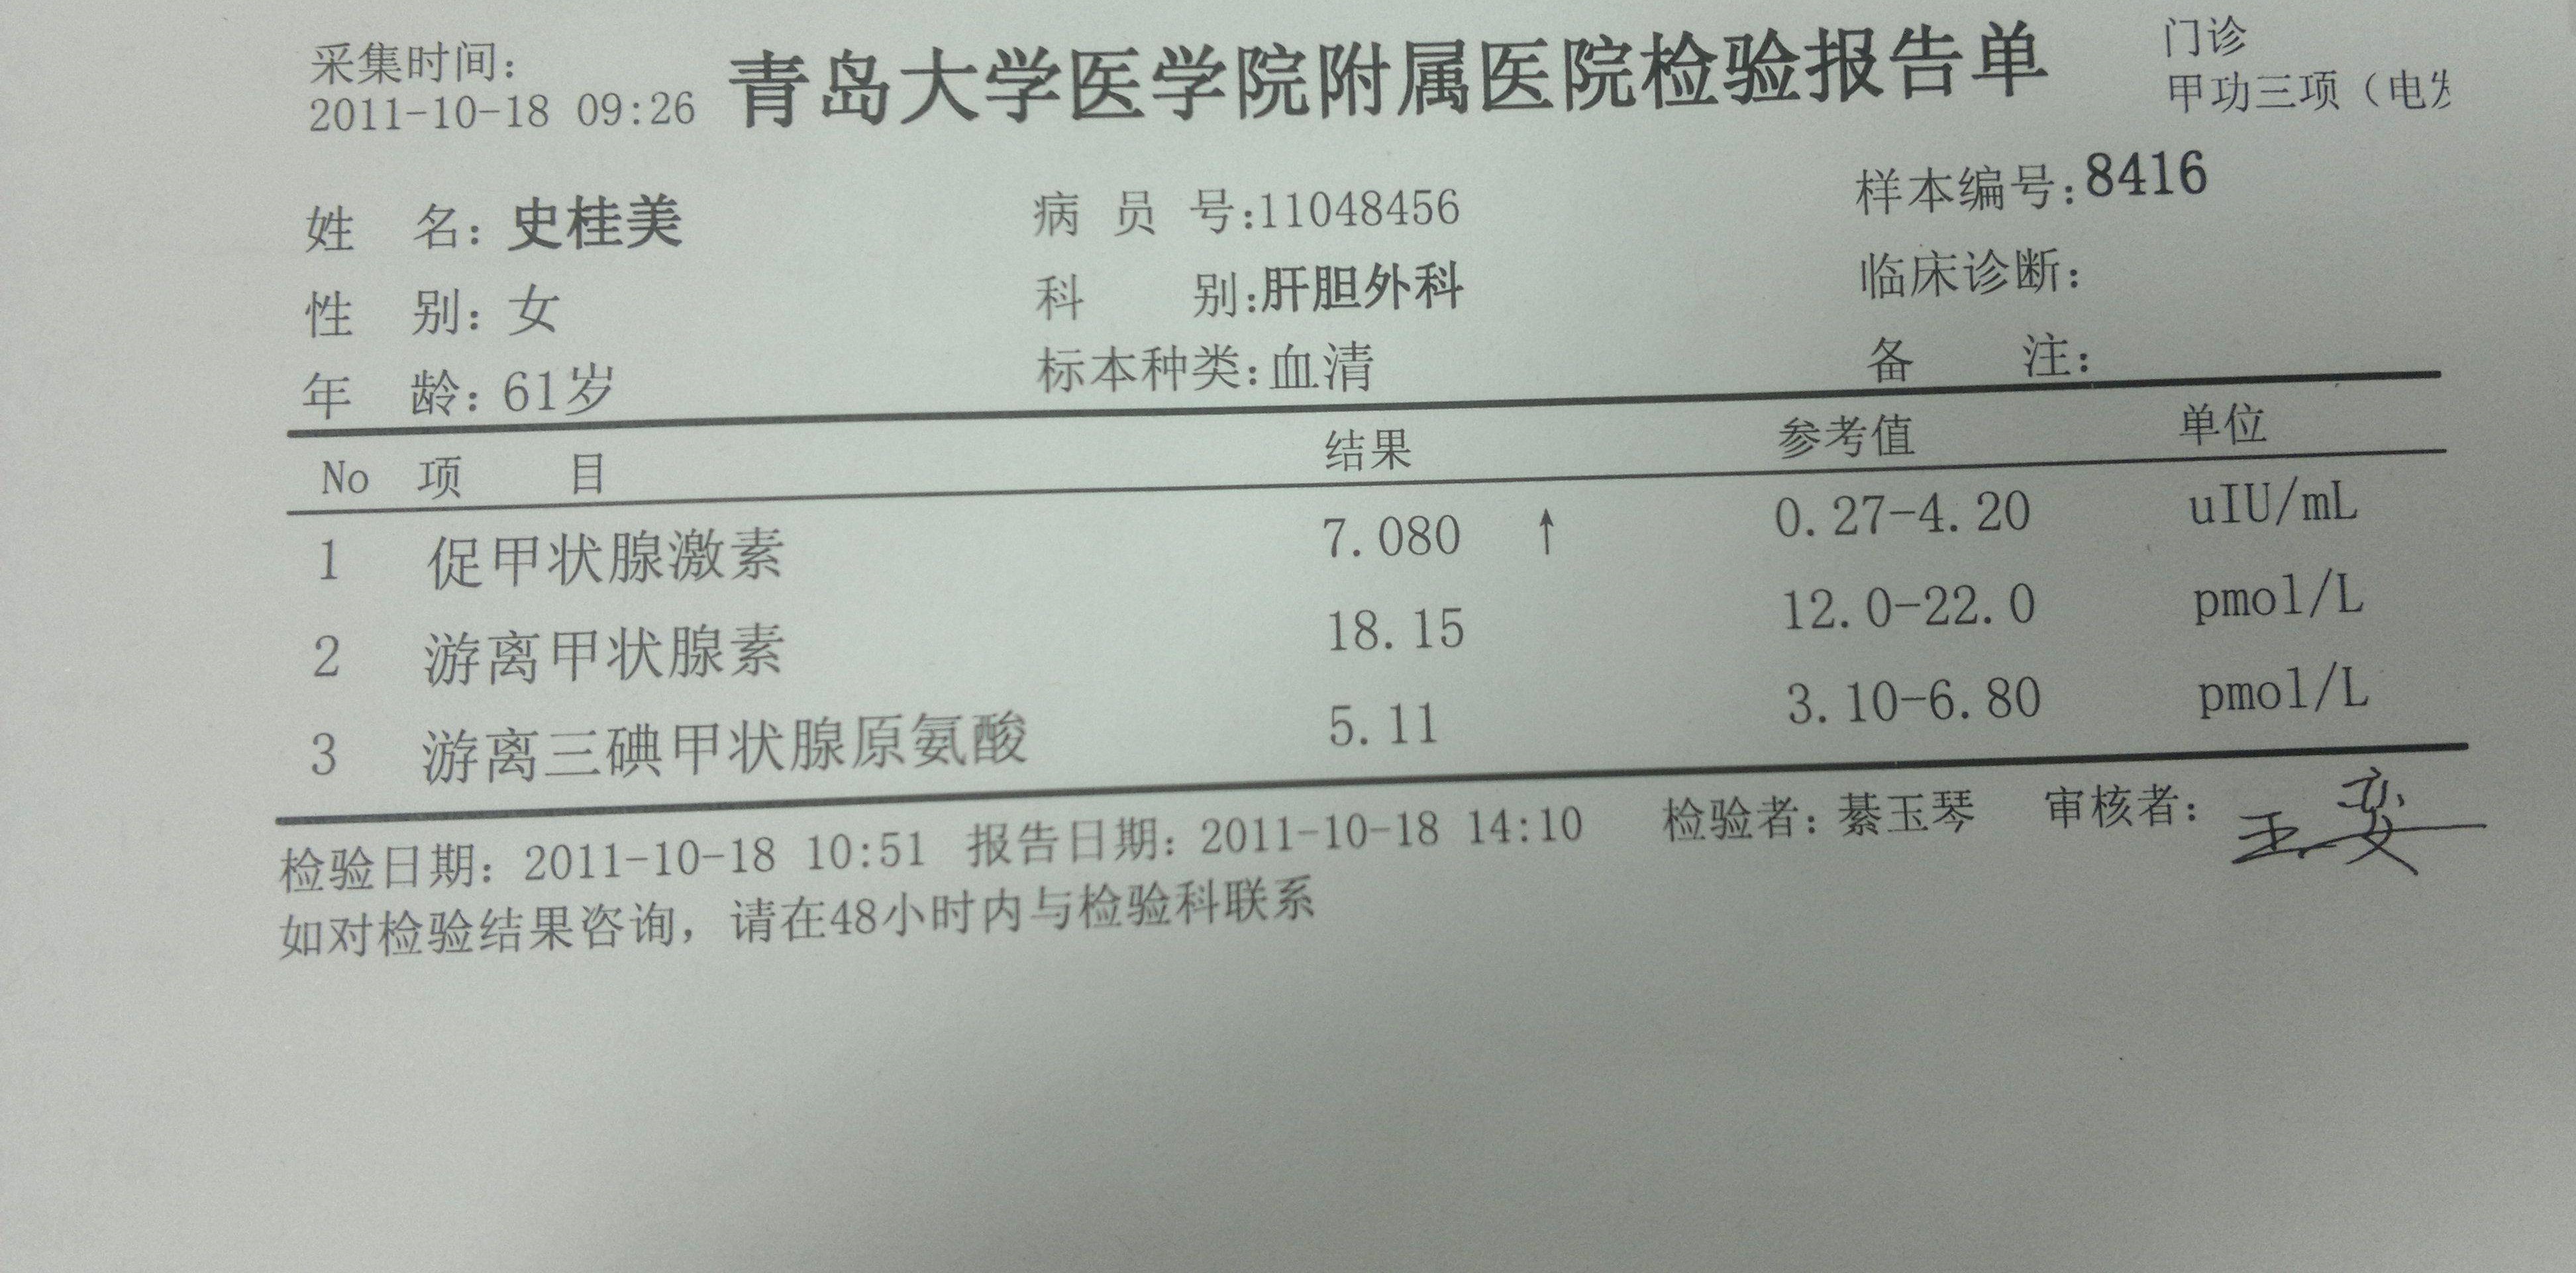 采集时间：
2011-10-18 09:26
青岛大学医学院附属医院检验报告单
门诊
甲功三项（电发
姓 名：史桂美 病 员 号:11048456 样本编号:8416
性 别：女 科 别:肝胆外科 临床诊断：
年 龄：61岁 标本种类:血清 备 注：
No 项 目 结果 参考值 单位
1 促甲状腺激素 7.080 ↑ 0.27-4.20 uIU/mL
2 游离甲状腺素 18.15 12.0-22.0 pmol/L
3 游离三碘甲状腺原氨酸 5.11 3.10-6.80 pmol/L
检验日期：2011-10-18 10:51 报告日期：2011-10-18 14:10 检验者：綦玉琴 审核者：
如对检验结果咨询，请在48小时内与检验科联系